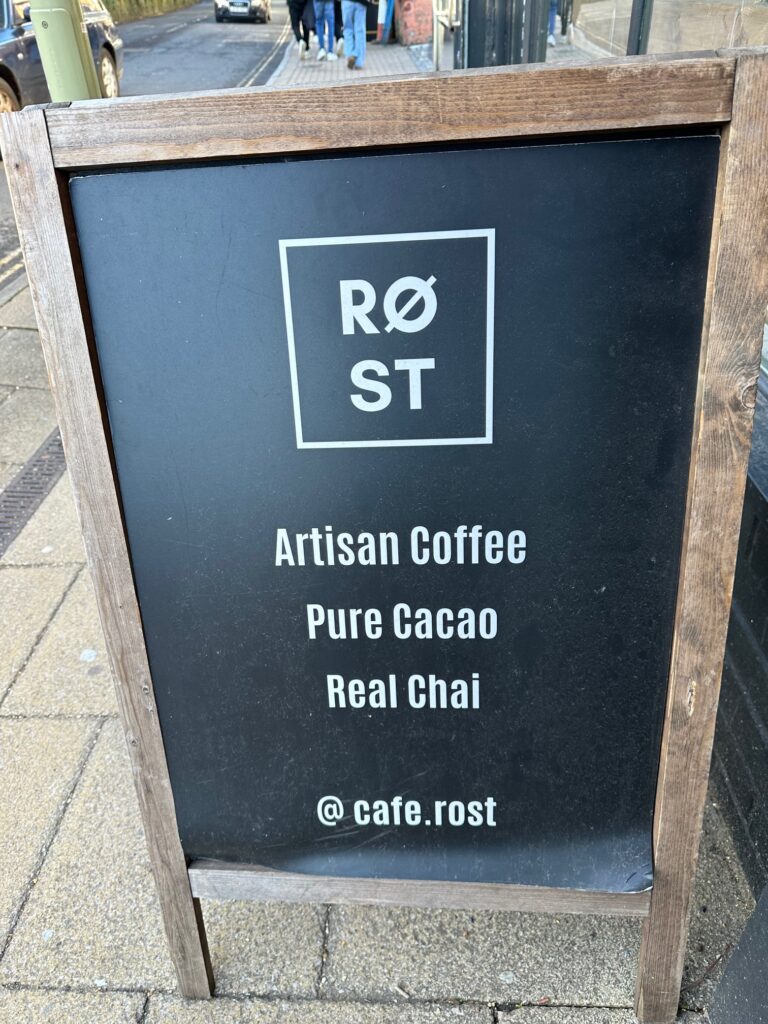 RØ
ST
Artisan Coffee
Pure Cacao
Real Chai
@ cafe.rost